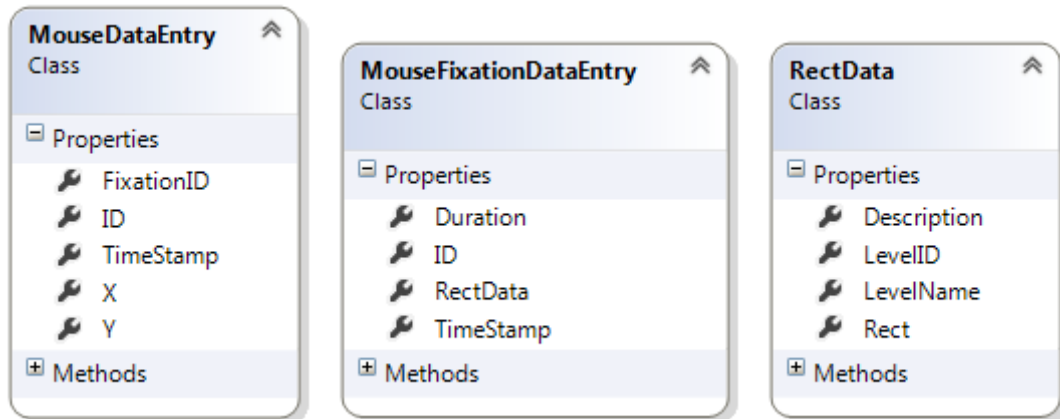 MouseDataEntry
Class
Properties
FixationID
ID
TimeStamp
X
Y
Methods
MouseFixationDataEntry
Class
Properties
Duration
ID
RectData
TimeStamp
Methods
RectData
Class
Properties
Description
LevelID
LevelName
Rect
Methods